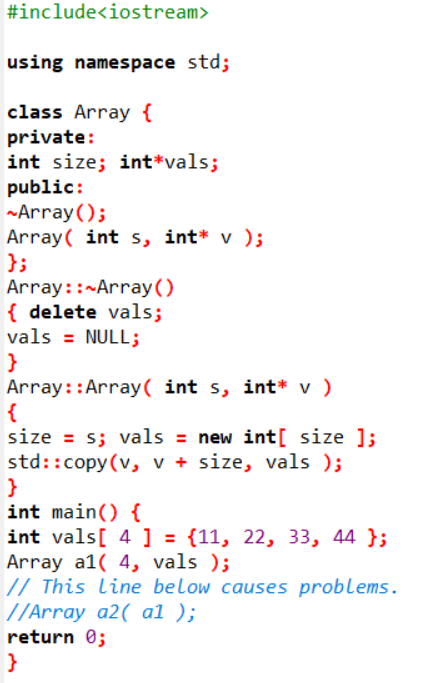 #include<iostream>
using namespace std;
class Array {
private:
int size; int*vals;
public:
~Array();
Array( int s, int* v );
};
Array::~Array()
{ delete vals;
vals = NULL;
}
Array::Array( int s, int* v )
{
size = s; vals = new int[ size ];
std::copy(v, v + size, vals );
}
int main() {
int vals[ 4 ] = {11, 22, 33, 44 };
Array a1( 4, vals );
// This line below causes problems.
//Array a2( a1 );
return 0;
}